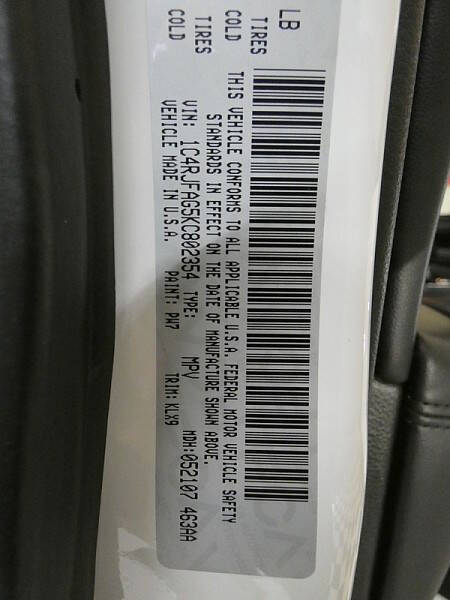 LB
TIRES COLD
TIRES COLD
THIS VEHICLE CONFORMS TO ALL APPLICABLE U.S.A. FEDERAL MOTOR VEHICLE SAFETY
STANDARDS IN EFFECT ON THE DATE OF MANUFACTURE SHOWN ABOVE.
VIN: 1C4RJFAG5KC802354 TYPE: MPV MDH:052107 463AA
VEHICLE MADE IN U.S.A. PAINT: PW7 TRIM: KLX9